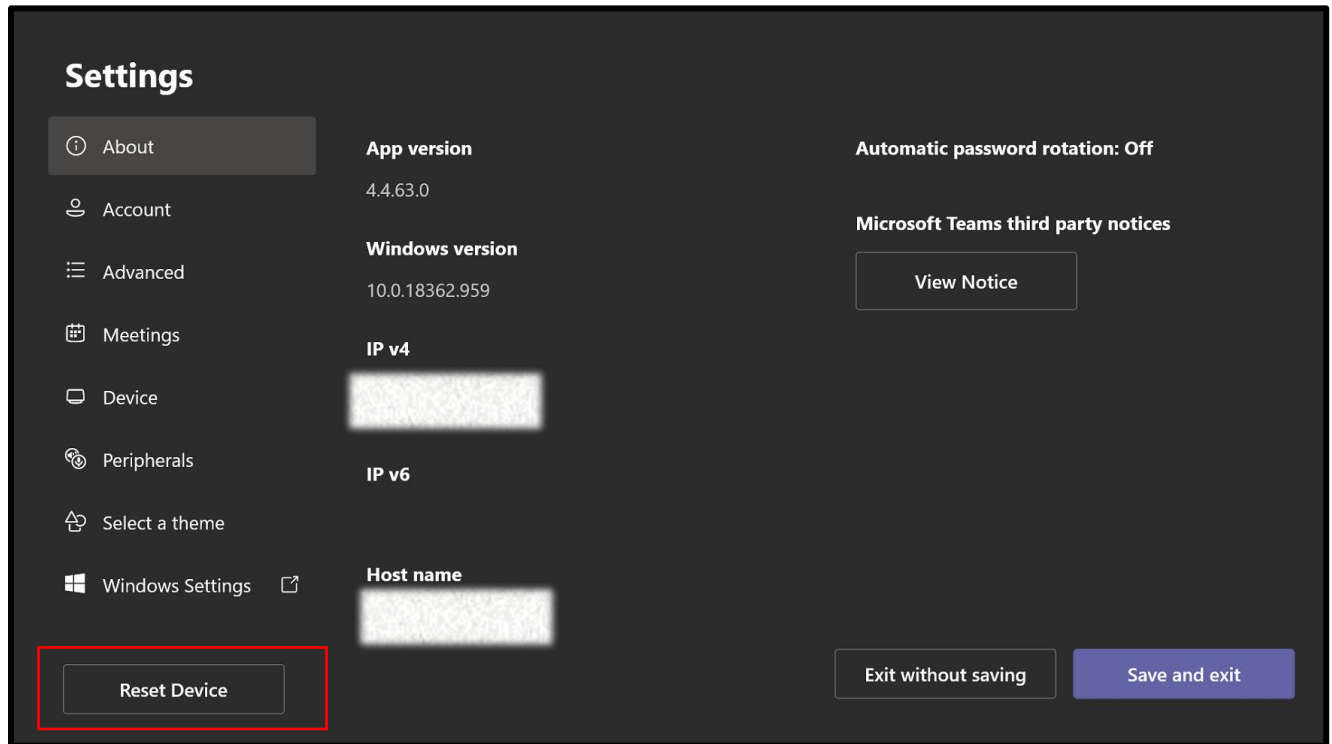 Settings
About
Account
Advanced
Meetings
Device
Peripherals
Select a theme
Windows Settings
Reset Device
App version
4.4.63.0
Windows version
10.0.18362.959
IP v4
IP v6
Host name
Automatic password rotation: Off
Microsoft Teams third party notices
View Notice
Exit without saving
Save and exit